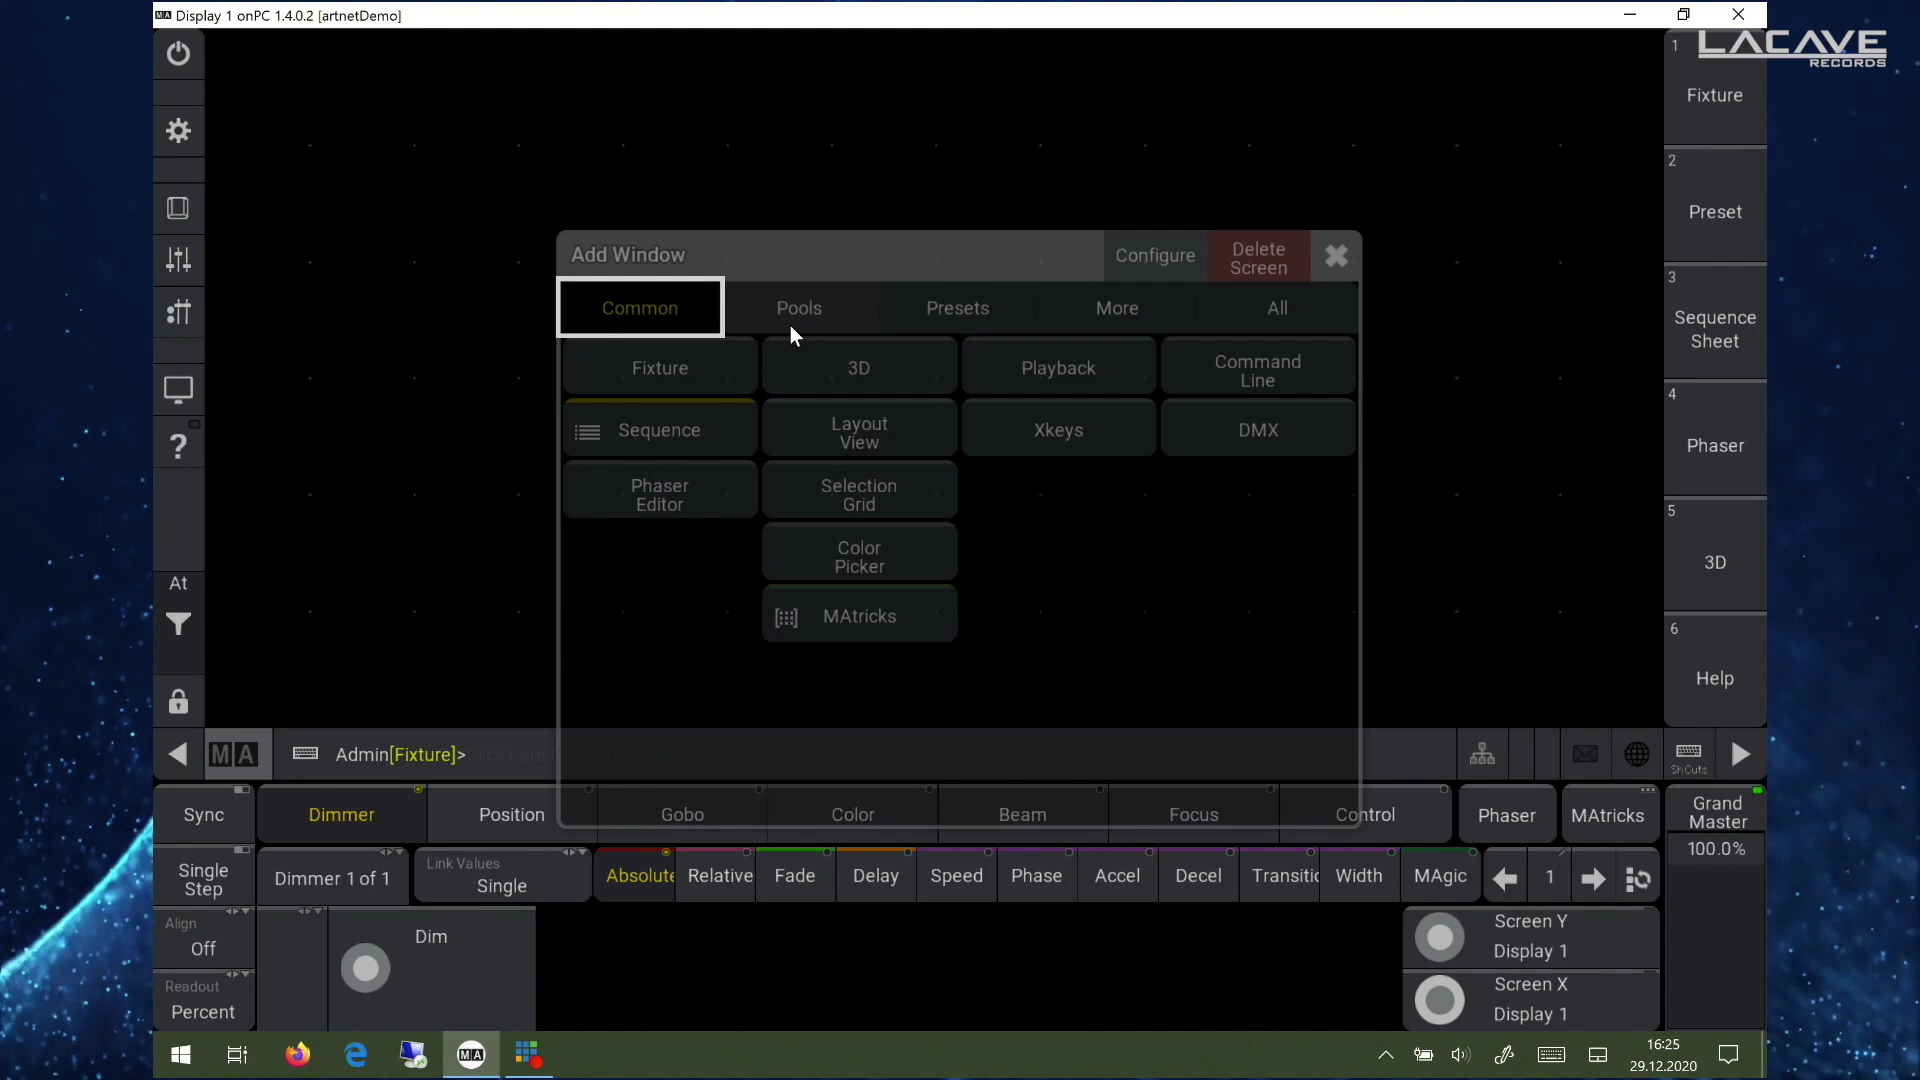 MA Display 1 onPC 1.4.0.2 [artnetDemo]
LACAVE
RECORDS
1
Fixture
2
Preset
3
Sequence
Sheet
4
Phaser
5
3D
6
Help
Add Window
Configure
Delete
Screen
Common
Pools
Presets
More
All
Fixture
3D
Playback
Command
Line
Sequence
Layout
View
Xkeys
DMX
Phaser
Editor
Selection
Grid
Color
Picker
MAtricks
?
At
MA
Admin[Fixture]>
ShCuts
Sync
Dimmer
Position
Gobo
Color
Beam
Focus
Control
Phaser
MAtricks
Grand
Master
100.0%
Single
Step
Dimmer 1 of 1
Link Values
Single
Absolute
Relative
Fade
Delay
Speed
Phase
Accel
Decel
Transitic
Width
MAgic
1
Align
Off
Dim
Readout
Percent
Screen Y
Display 1
Screen X
Display 1
MA
16:25
29.12.2020